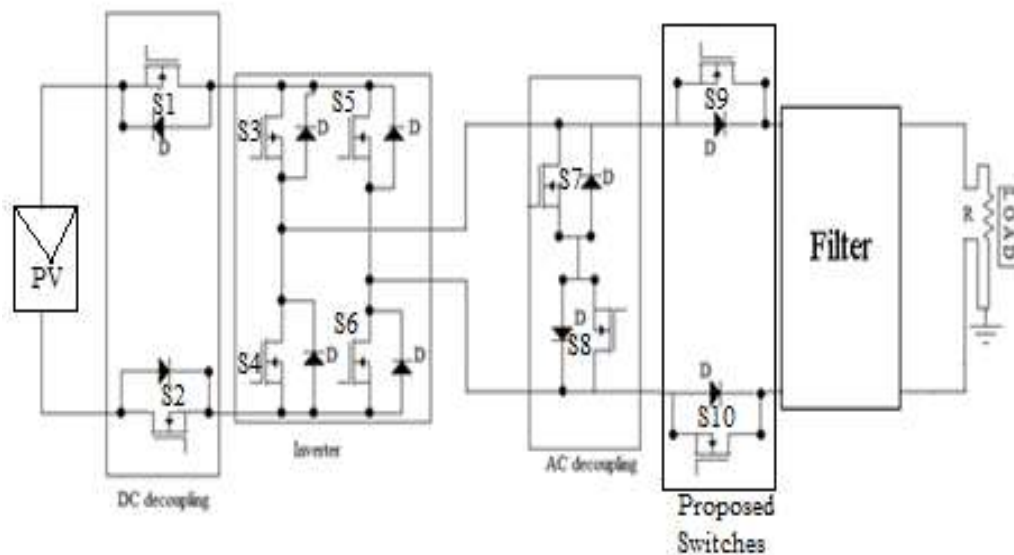 S1
D
S2
DC decoupling
PV
S3
D
S5
D
S4
D
S6
D
Inverter
S7
D
D
S8
AC decoupling
S9
D
D
S10
Proposed
Switches
Filter
R
LOAD